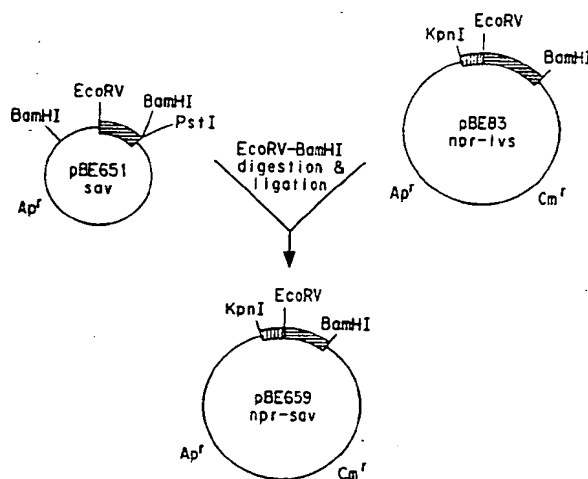 EcoRV
BamHI
BamHI
PstI
pBE651
sav
Apr
KpnI
EcoRV
BamHI
pBE83
npr-lvs
Apr
Cmr
EcoRV-BamHI
digestion &
ligation
KpnI
EcoRV
BamHI
pBE659
npr-sav
Apr
Cmr